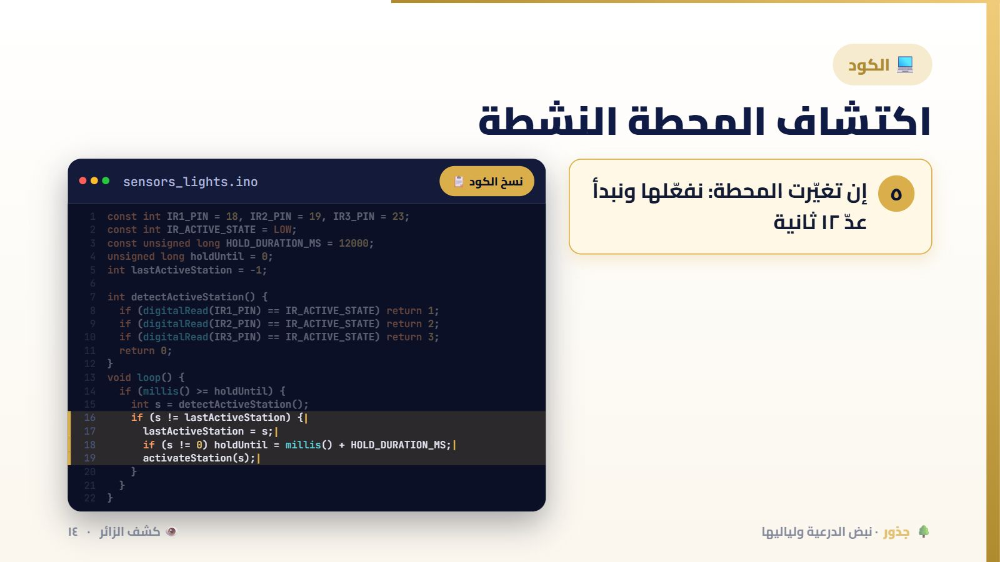 الكود
اكتشاف المحطة النشطة
٥
إن تغيّرت المحطة: نفعّلها ونبدأ
عدّ ١٢ ثانية
sensors_lights.ino
نسخ الكود
1 const int IR1_PIN = 18, IR2_PIN = 19, IR3_PIN = 23;
2 const int IR_ACTIVE_STATE = LOW;
3 const unsigned long HOLD_DURATION_MS = 12000;
4 unsigned long holdUntil = 0;
5 int lastActiveStation = -1;
6
7 int detectActiveStation() {
8 if (digitalRead(IR1_PIN) == IR_ACTIVE_STATE) return 1;
9 if (digitalRead(IR2_PIN) == IR_ACTIVE_STATE) return 2;
10 if (digitalRead(IR3_PIN) == IR_ACTIVE_STATE) return 3;
11 return 0;
12 }
13 void loop() {
14 if (millis() >= holdUntil) {
15 int s = detectActiveStation();
16 if (s != lastActiveStation) {
17 lastActiveStation = s;
18 if (s != 0) holdUntil = millis() + HOLD_DURATION_MS;
19 activateStation(s);
20 }
21 }
22 }
جذور · نبض الدرعية ولياليها
كشف الزائر · ١٤